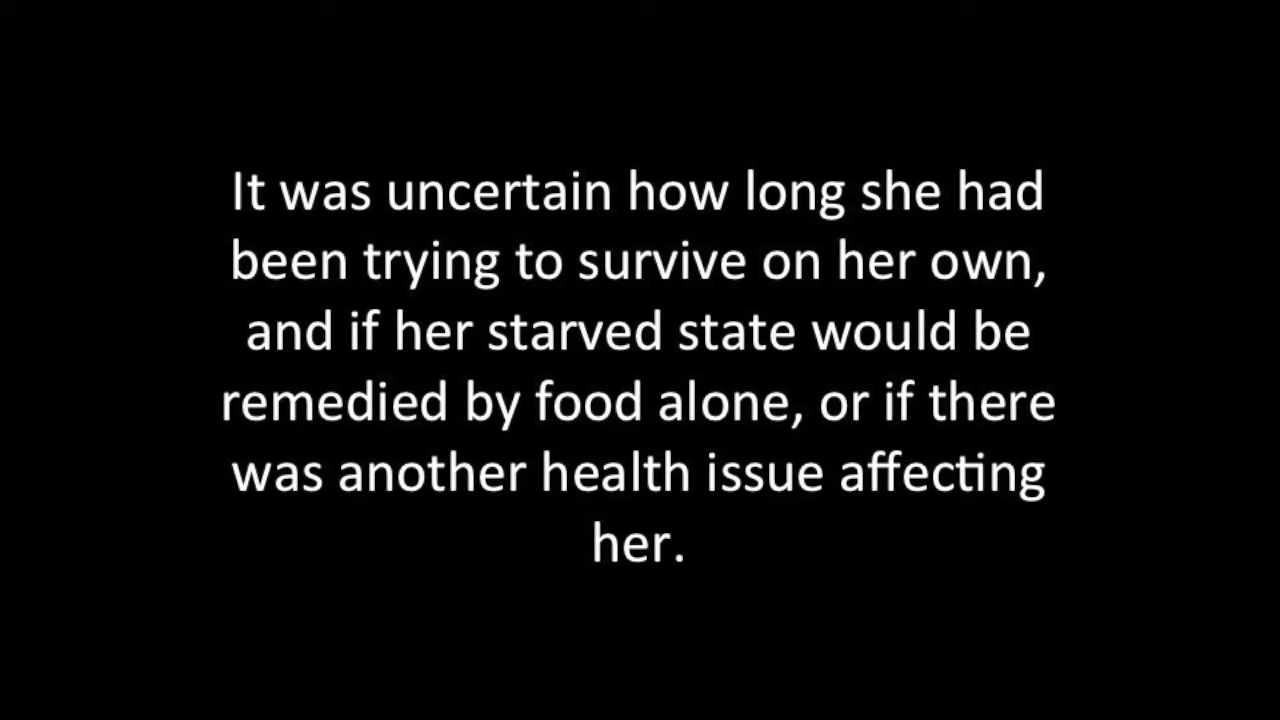 It was uncertain how long she had
been trying to survive on her own,
and if her starved state would be
remedied by food alone, or if there
was another health issue affecting
her.